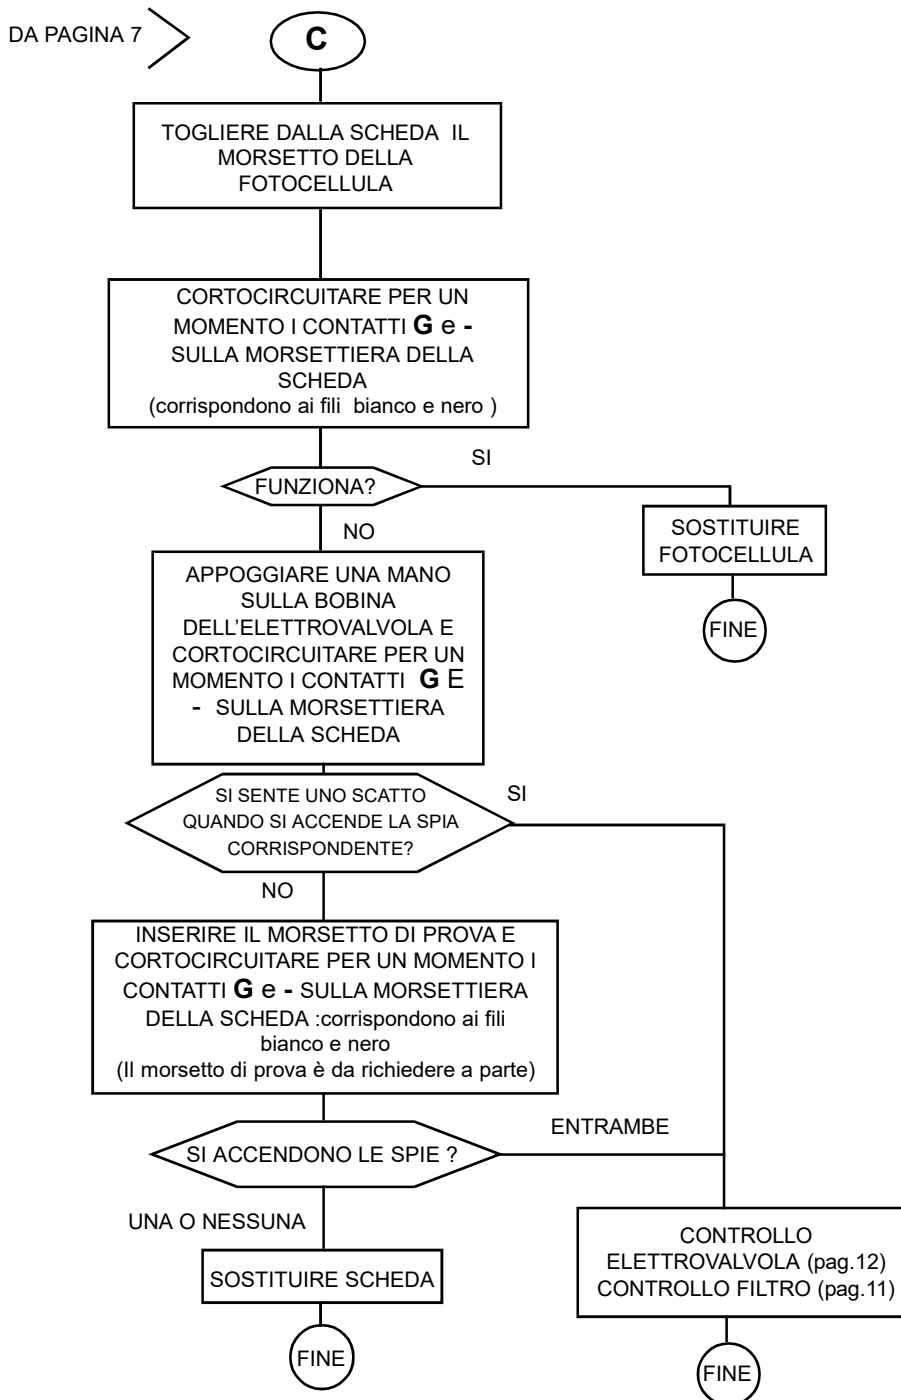 DA PAGINA 7
C
TOGLIERE DALLA SCHEDA IL
MORSETTO DELLA
FOTOCELLULA
CORTOCIRCUITARE PER UN
MOMENTO I CONTATTI G e -
SULLA MORSETTIERA DELLA
SCHEDA
(corrispondono ai fili bianco e nero )
FUNZIONA?
SI
SOSTITUIRE
FOTOCELLULA
FINE
NO
APPOGGIARE UNA MANO
SULLA BOBINA
DELL'ELETTROVALVOLA E
CORTOCIRCUITARE PER UN
MOMENTO I CONTATTI G E
- SULLA MORSETTIERA
DELLA SCHEDA
SI SENTE UNO SCATTO
QUANDO SI ACCENDE LA SPIA
CORRISPONDENTE?
SI
NO
INSERIRE IL MORSETTO DI PROVA E
CORTOCIRCUITARE PER UN MOMENTO I
CONTATTI G e - SULLA MORSETTIERA
DELLA SCHEDA :corrispondono ai fili
bianco e nero
(Il morsetto di prova è da richiedere a parte)
SI ACCENDONO LE SPIE ?
ENTRAMBE
UNA O NESSUNA
SOSTITUIRE SCHEDA
FINE
CONTROLLO
ELETTROVALVOLA (pag.12)
CONTROLLO FILTRO (pag.11)
FINE